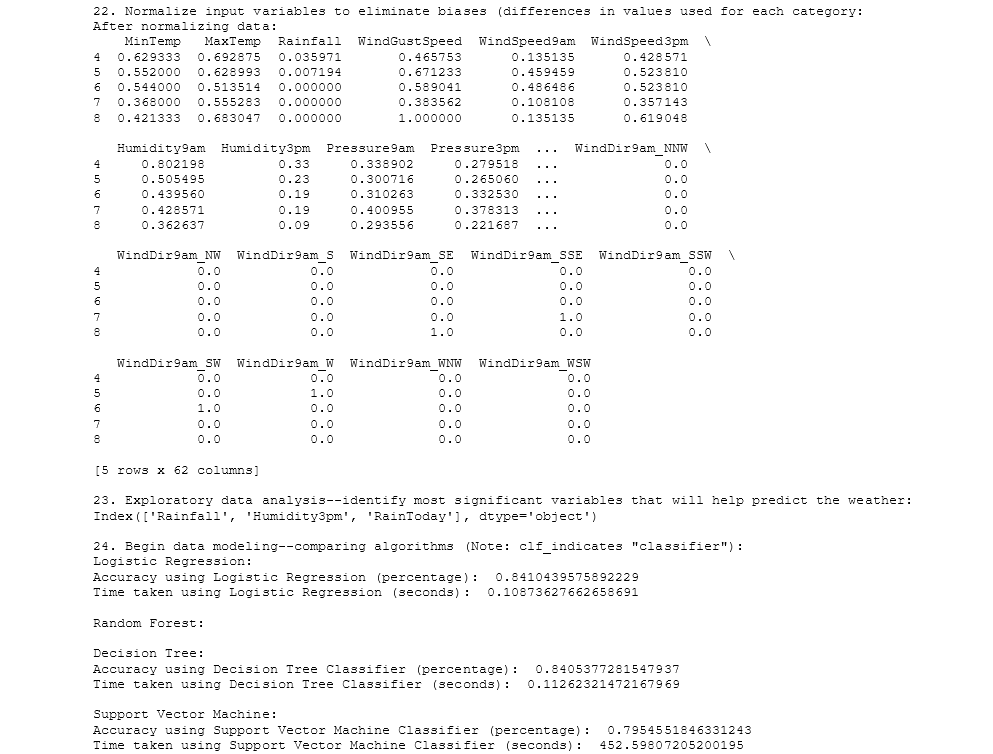 22. Normalize input variables to eliminate biases (differences in values used for each category:
After normalizing data:
MinTemp MaxTemp Rainfall WindGustSpeed WindSpeed9am WindSpeed3pm \
4 0.629333 0.692875 0.035971 0.465753 0.135135 0.428571
5 0.552000 0.628993 0.007194 0.671233 0.459459 0.523810
6 0.544000 0.513514 0.000000 0.589041 0.486486 0.523810
7 0.368000 0.555283 0.000000 0.383562 0.108108 0.357143
8 0.421333 0.683047 0.000000 1.000000 0.135135 0.619048
Humidity9am Humidity3pm Pressure9am Pressure3pm ... WindDir9am_NNW \
4 0.802198 0.33 0.338902 0.279518 ... 0.0
5 0.505495 0.23 0.300716 0.265060 ... 0.0
6 0.439560 0.19 0.310263 0.332530 ... 0.0
7 0.428571 0.19 0.400955 0.378313 ... 0.0
8 0.362637 0.09 0.293556 0.221687 ... 0.0
WindDir9am_NW WindDir9am_S WindDir9am_SE WindDir9am_SSE WindDir9am_SSW \
4 0.0 0.0 0.0 0.0 0.0
5 0.0 0.0 0.0 0.0 0.0
6 0.0 0.0 0.0 0.0 0.0
7 0.0 0.0 0.0 1.0 0.0
8 0.0 0.0 1.0 0.0 0.0
WindDir9am_SW WindDir9am_W WindDir9am_WNW WindDir9am_WSW
4 0.0 0.0 0.0 0.0
5 0.0 1.0 0.0 0.0
6 1.0 0.0 0.0 0.0
7 0.0 0.0 0.0 0.0
8 0.0 0.0 0.0 0.0
[5 rows x 62 columns]
23. Exploratory data analysis--identify most significant variables that will help predict the weather:
Index(['Rainfall', 'Humidity3pm', 'RainToday'], dtype='object')
24. Begin data modeling--comparing algorithms (Note: clf_indicates "classifier"):
Logistic Regression:
Accuracy using Logistic Regression (percentage): 0.8410439575892229
Time taken using Logistic Regression (seconds): 0.10873627662658691
Random Forest:
Decision Tree:
Accuracy using Decision Tree Classifier (percentage): 0.8405377281547937
Time taken using Decision Tree Classifier (seconds): 0.11262321472167969
Support Vector Machine:
Accuracy using Support Vector Machine Classifier (percentage): 0.7954551846331243
Time taken using Support Vector Machine Classifier (seconds): 452.59807205200195